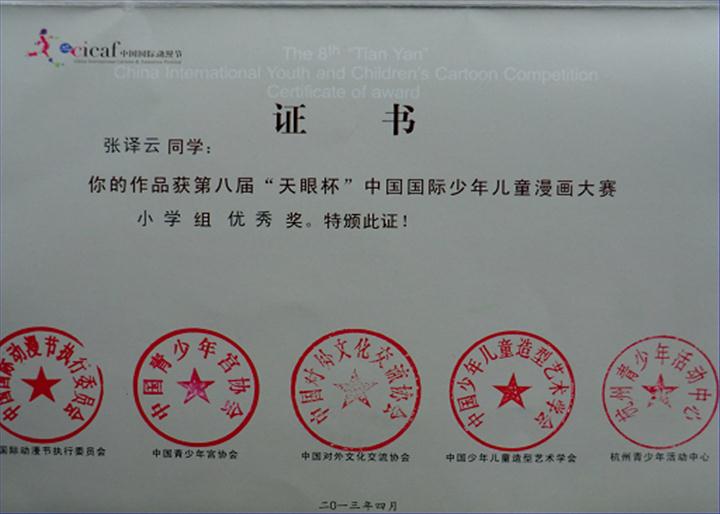 cicaf 中国国际动漫节
China International Cartoon & Animation Festival
The 8th "Tian Yan"
China International Youth and Children's Cartoon Competition
Certificate of award
证 书
张译云 同学：
你的作品获第八届“天眼杯”中国国际少年儿童漫画大赛
小学 组 优秀 奖。特颁此证！
中国国际动漫节执行委员会
中国青少年宫协会
中国对外文化交流协会
中国少年儿童造型艺术学会
杭州青少年活动中心
国际动漫节执行委员会
中国青少年宫协会
中国对外文化交流协会
中国少年儿童造型艺术学会
杭州青少年活动中心
二〇一三年四月